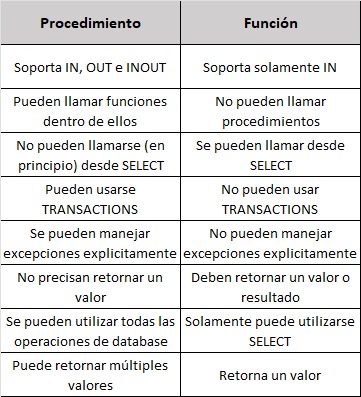 Procedimiento
Función
Soporta IN, OUT e INOUT
Soporta solamente IN
Pueden llamar funciones
dentro de ellos
No pueden llamar
procedimientos
No pueden llamarse (en
principio) desde SELECT
Se pueden llamar desde
SELECT
Pueden usarse
TRANSACTIONS
No pueden usar
TRANSACTIONS
Se pueden manejar
excepciones explicitamente
No pueden manejar
excepciones explicitamente
No precisan retornar un
valor
Deben retornar un valor o
resultado
Se pueden utilizar todas las
operaciones de database
Solamente puede utilizarse
SELECT
Puede retornar múltiples
valores
Retorna un valor